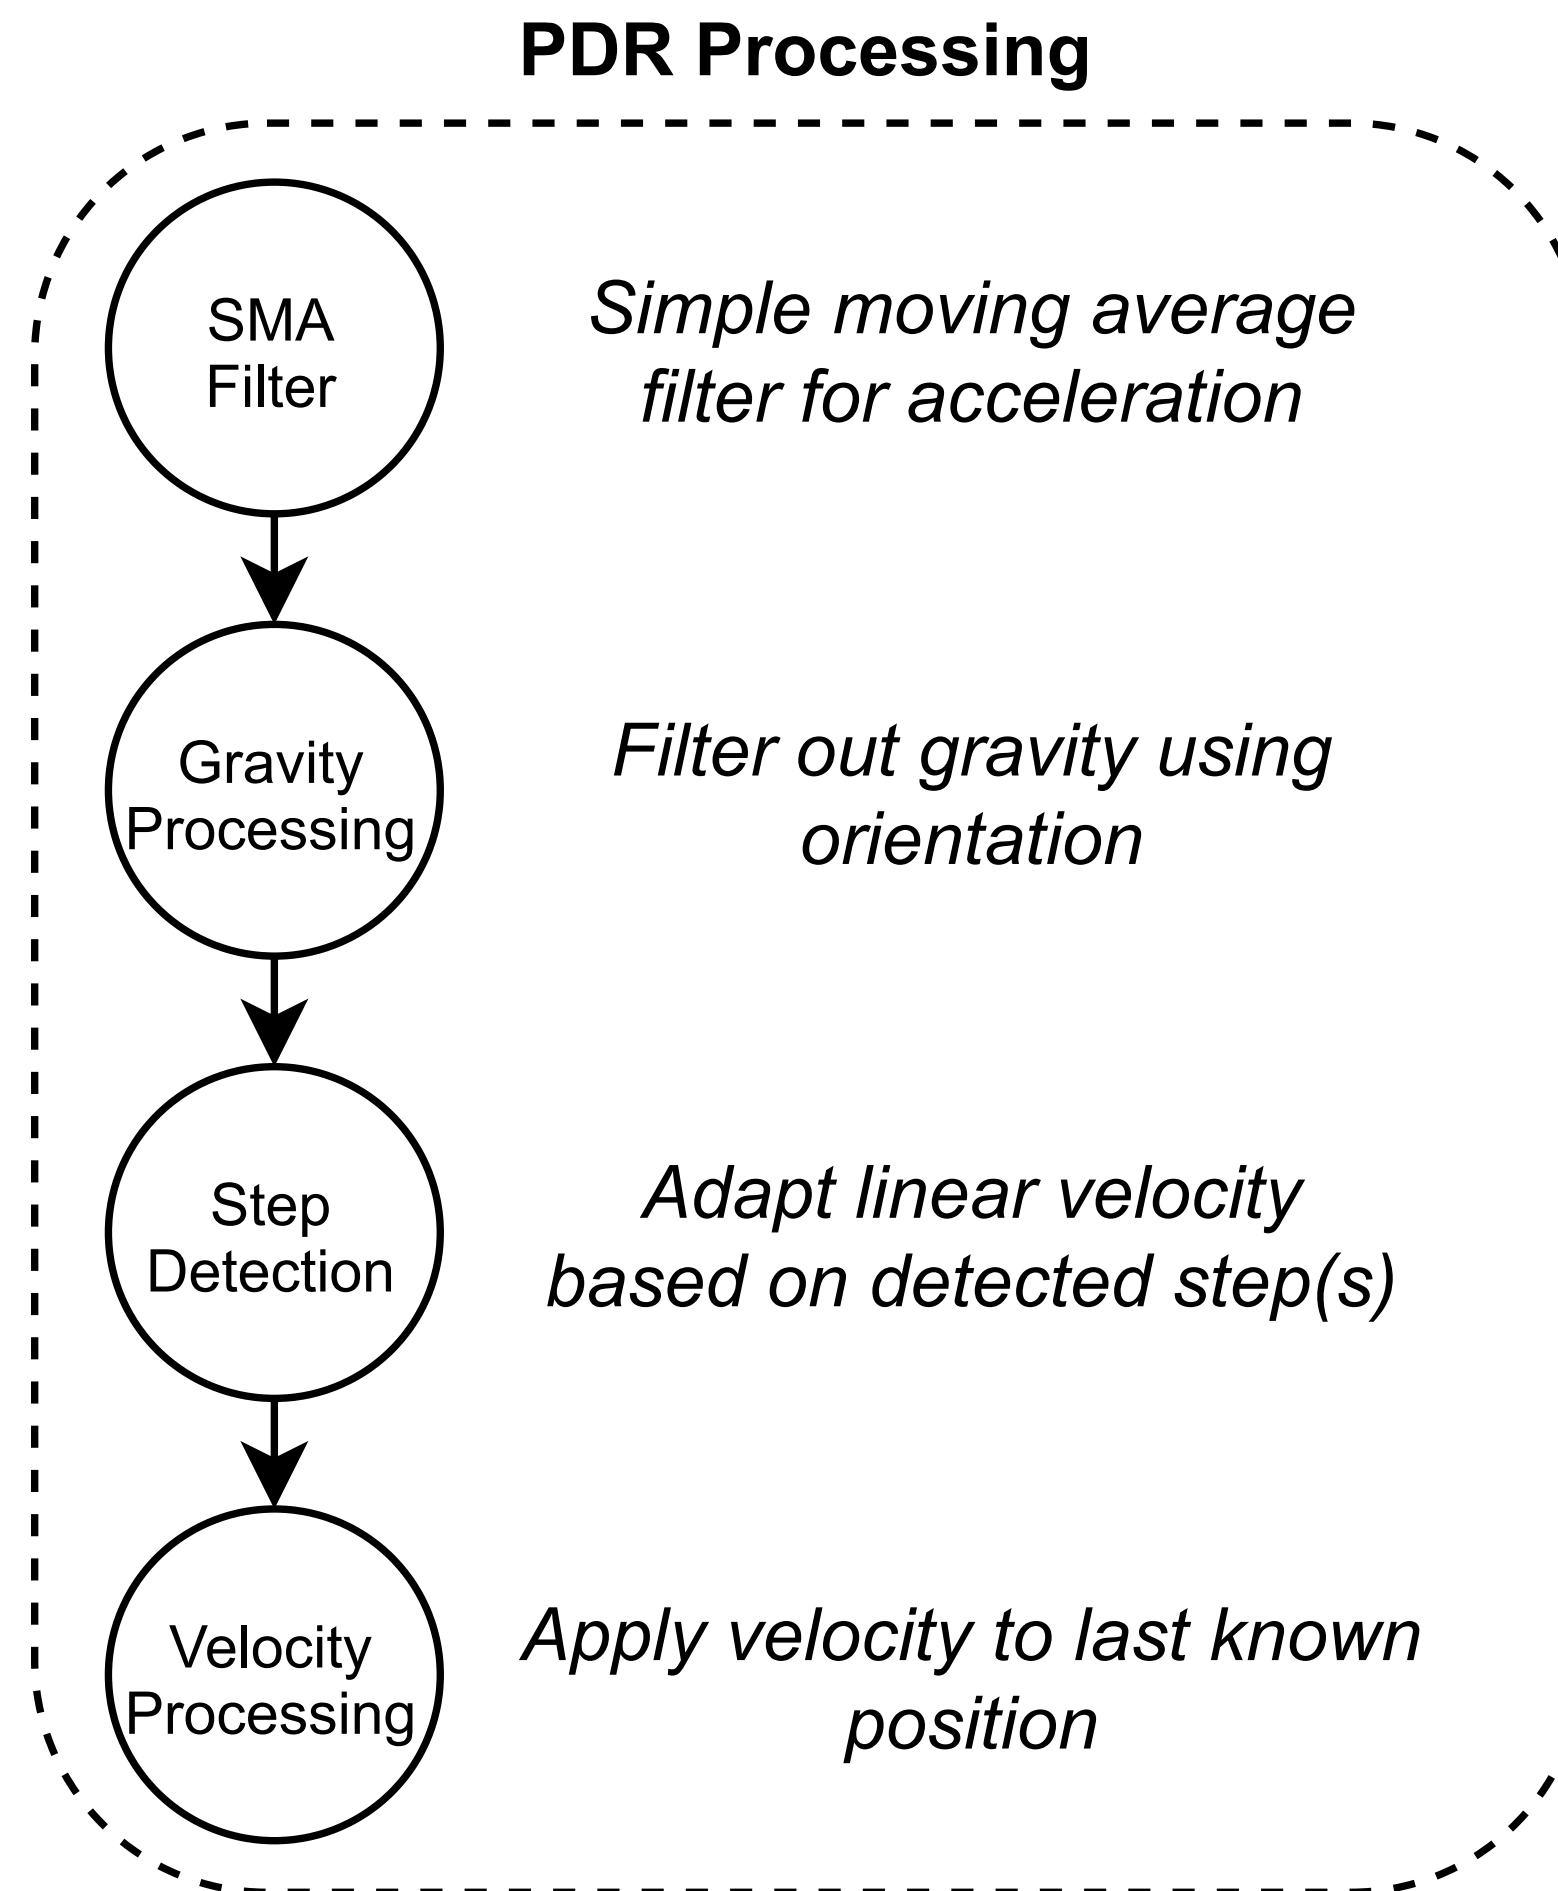 PDR Processing
SMA
Filter
Simple moving average
filter for acceleration
Gravity
Processing
Filter out gravity using
orientation
Step
Detection
Adapt linear velocity
based on detected step(s)
Velocity
Processing
Apply velocity to last known
position